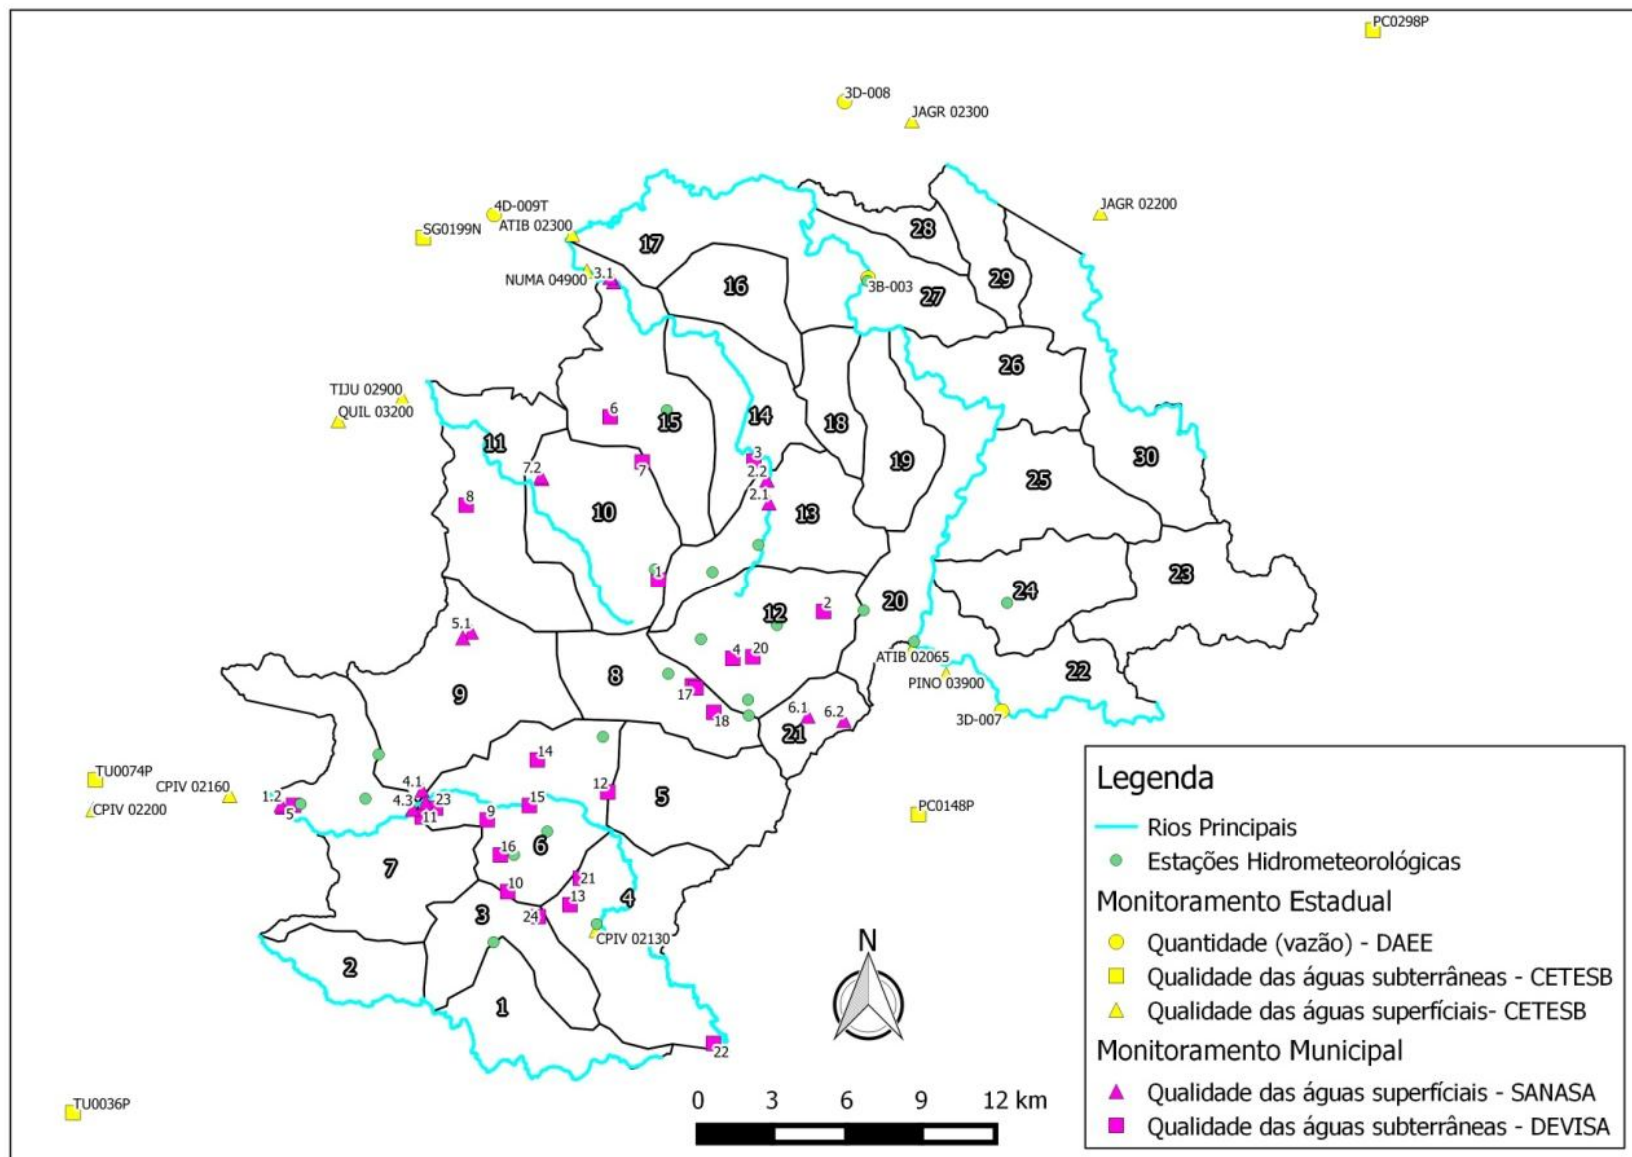 PC0298P
3D-008
JAGR 02300
4D-009T
JAGR 02200
ATIB 02300
SG0199N
28
17
29
NUMA 04900
3.1
16
3B-003
27
26
TIJU 02900
QUIL 03200
6
15
14
18
11
3
30
7.2
7
2.2
19
25
8
2.1
10
13
1
23
24
20
2
12
5.1
4
20
ATIB 02065
8
22
PINO 03900
9
17
18
6.1
6.2
3D-007
21
14
TU0074P
CPIV 02160
4.1
12
5
1.2
23
15
CPIV 02200
5
4.3
11
9
PC0148P
6
16
7
21
10
13
4
3
24
CPIV 02130
2
1
22
TU0036P
N
0 3 6 9 12 km
Legenda
Rios Principais
Estações Hidrometeorológicas
Monitoramento Estadual
Quantidade (vazão) - DAEE
Qualidade das águas subterrâneas - CETESB
Qualidade das águas superfíciais- CETESB
Monitoramento Municipal
Qualidade das águas superfíciais - SANASA
Qualidade das águas subterrâneas - DEVISA